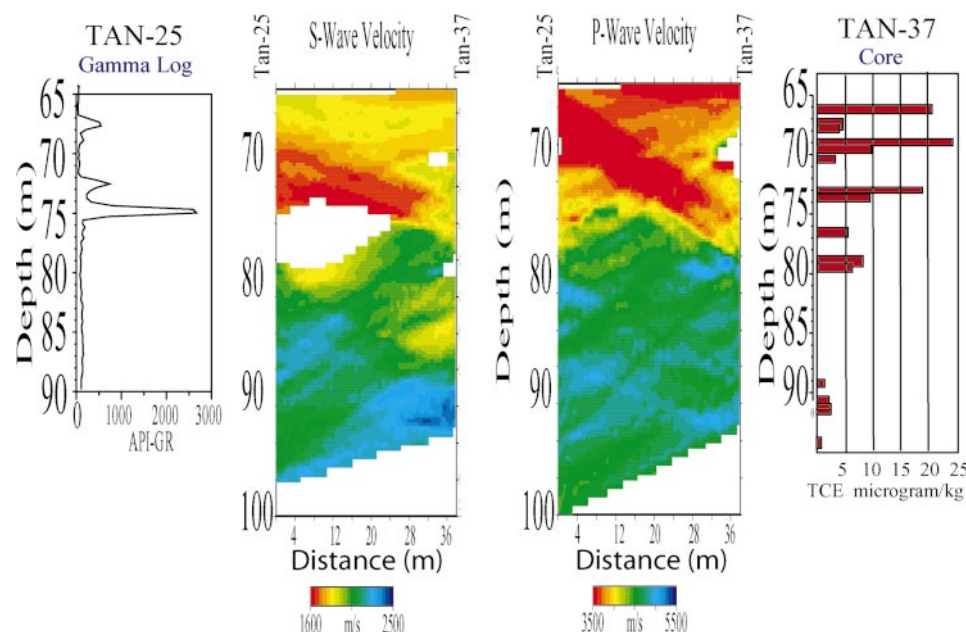 TAN-25
Gamma Log
Depth (m)
65
70
75
80
85
90
0 1000 2000 3000
API-GR
S-Wave Velocity
Tan-25
Tan-37
70
80
90
100
4 12 20 28 36
Distance (m)
1600 m/s 2500
P-Wave Velocity
Tan-25
Tan-37
Depth (m)
70
80
90
100
4 12 20 28 36
Distance (m)
3500 m/s 5500
TAN-37
Core
Depth (m)
65
70
75
80
85
90
5 10 15 20 25
TCE microgram/kg